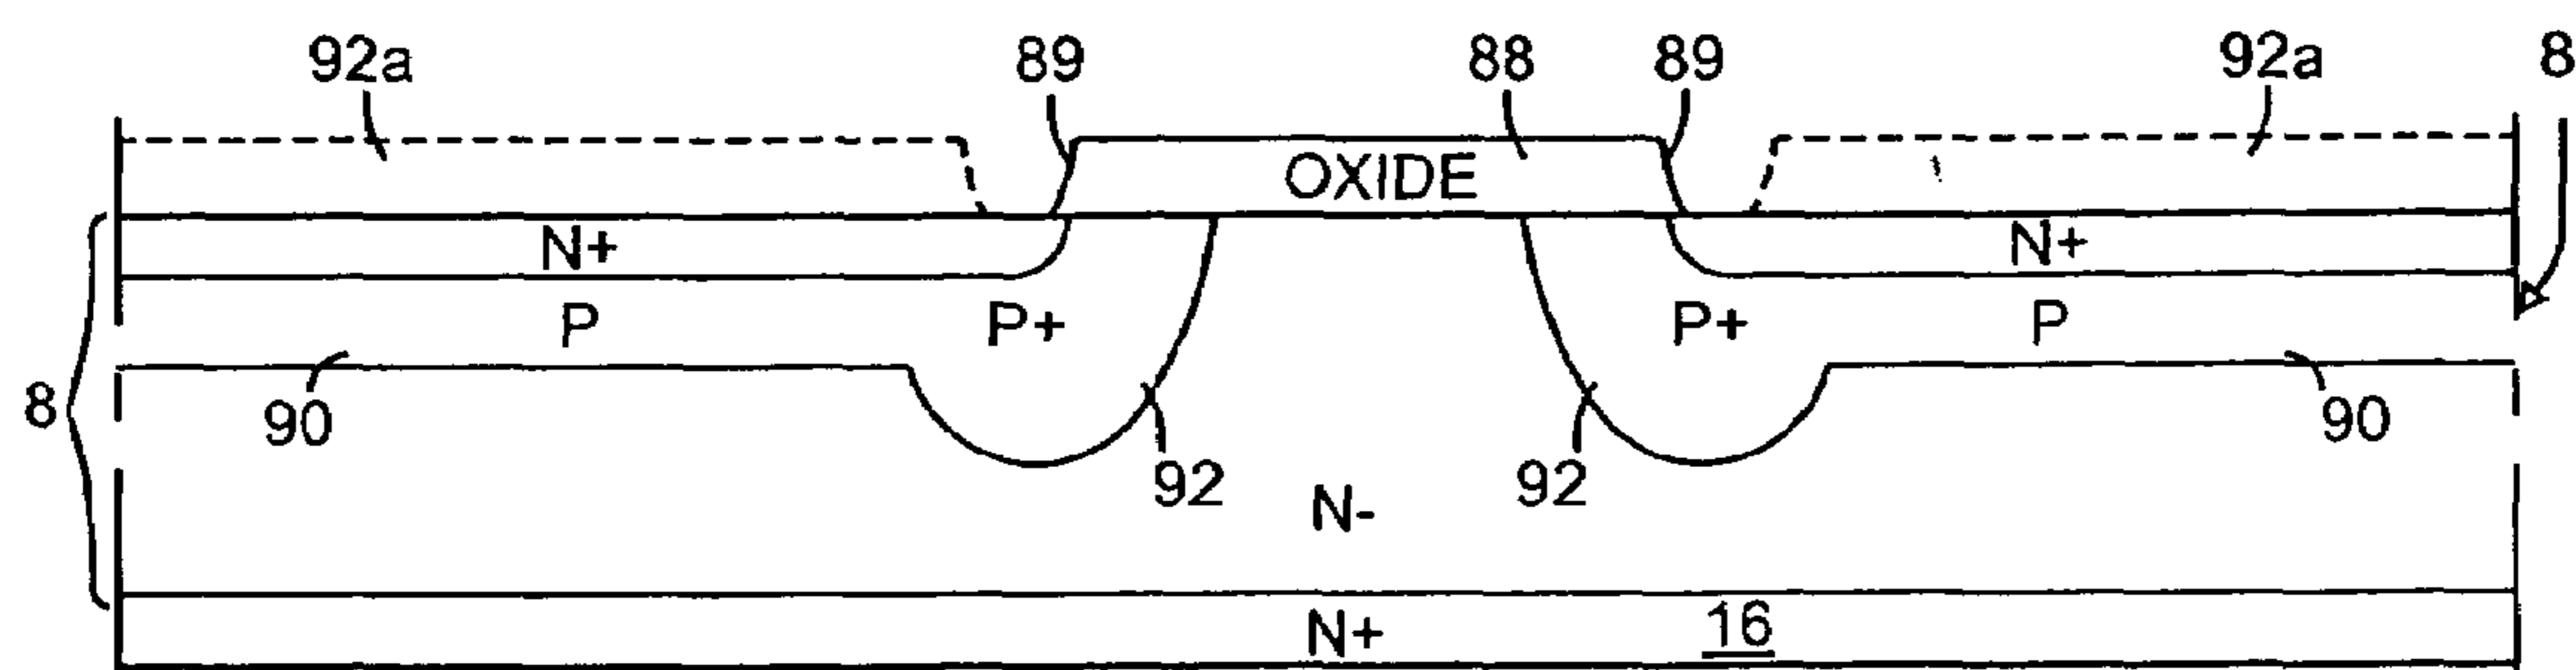 92a 89 88 89 92a 8
OXIDE
N+ N+
P P+ P+ P
8 90 92 92 90
N-
N+ 16